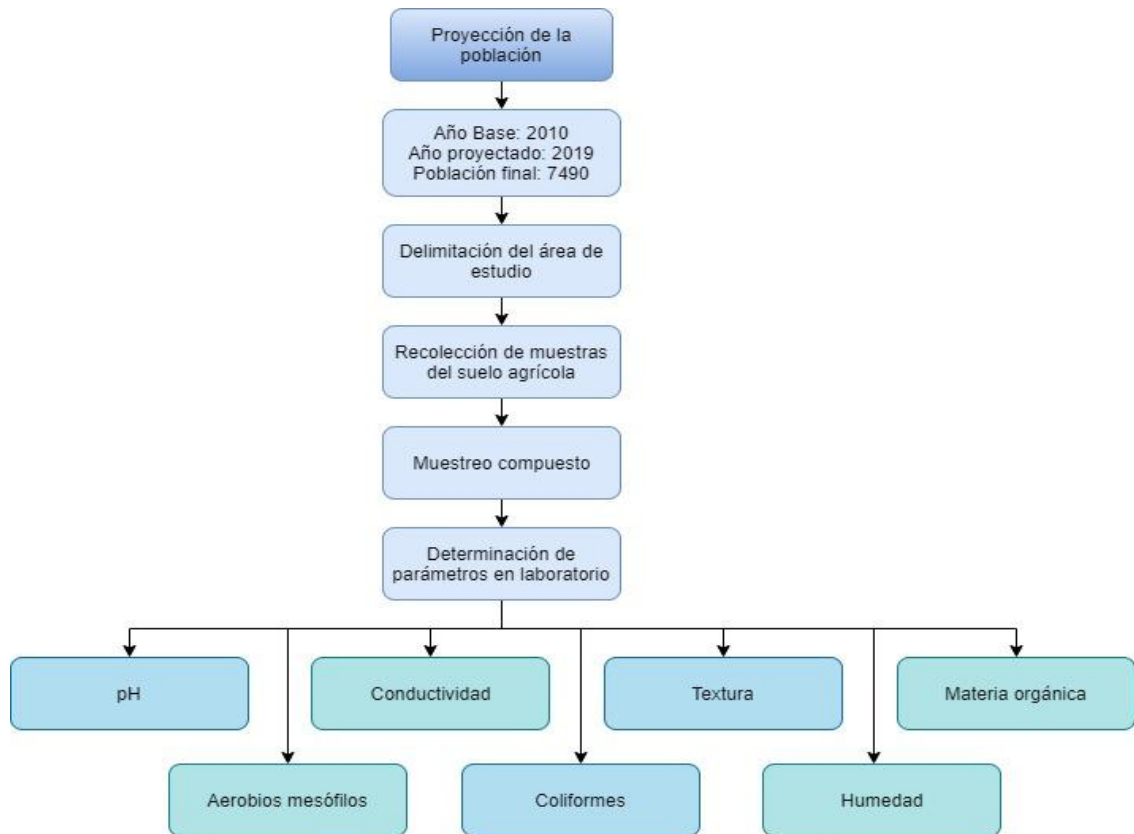 Proyección de la
población
Año Base: 2010
Año proyectado: 2019
Población final: 7490
Delimitación del área de
estudio
Recolección de muestras
del suelo agrícola
Muestreo compuesto
Determinación de
parámetros en laboratorio
pH
Conductividad
Textura
Materia orgánica
Aerobios mesófilos
Coliformes
Humedad